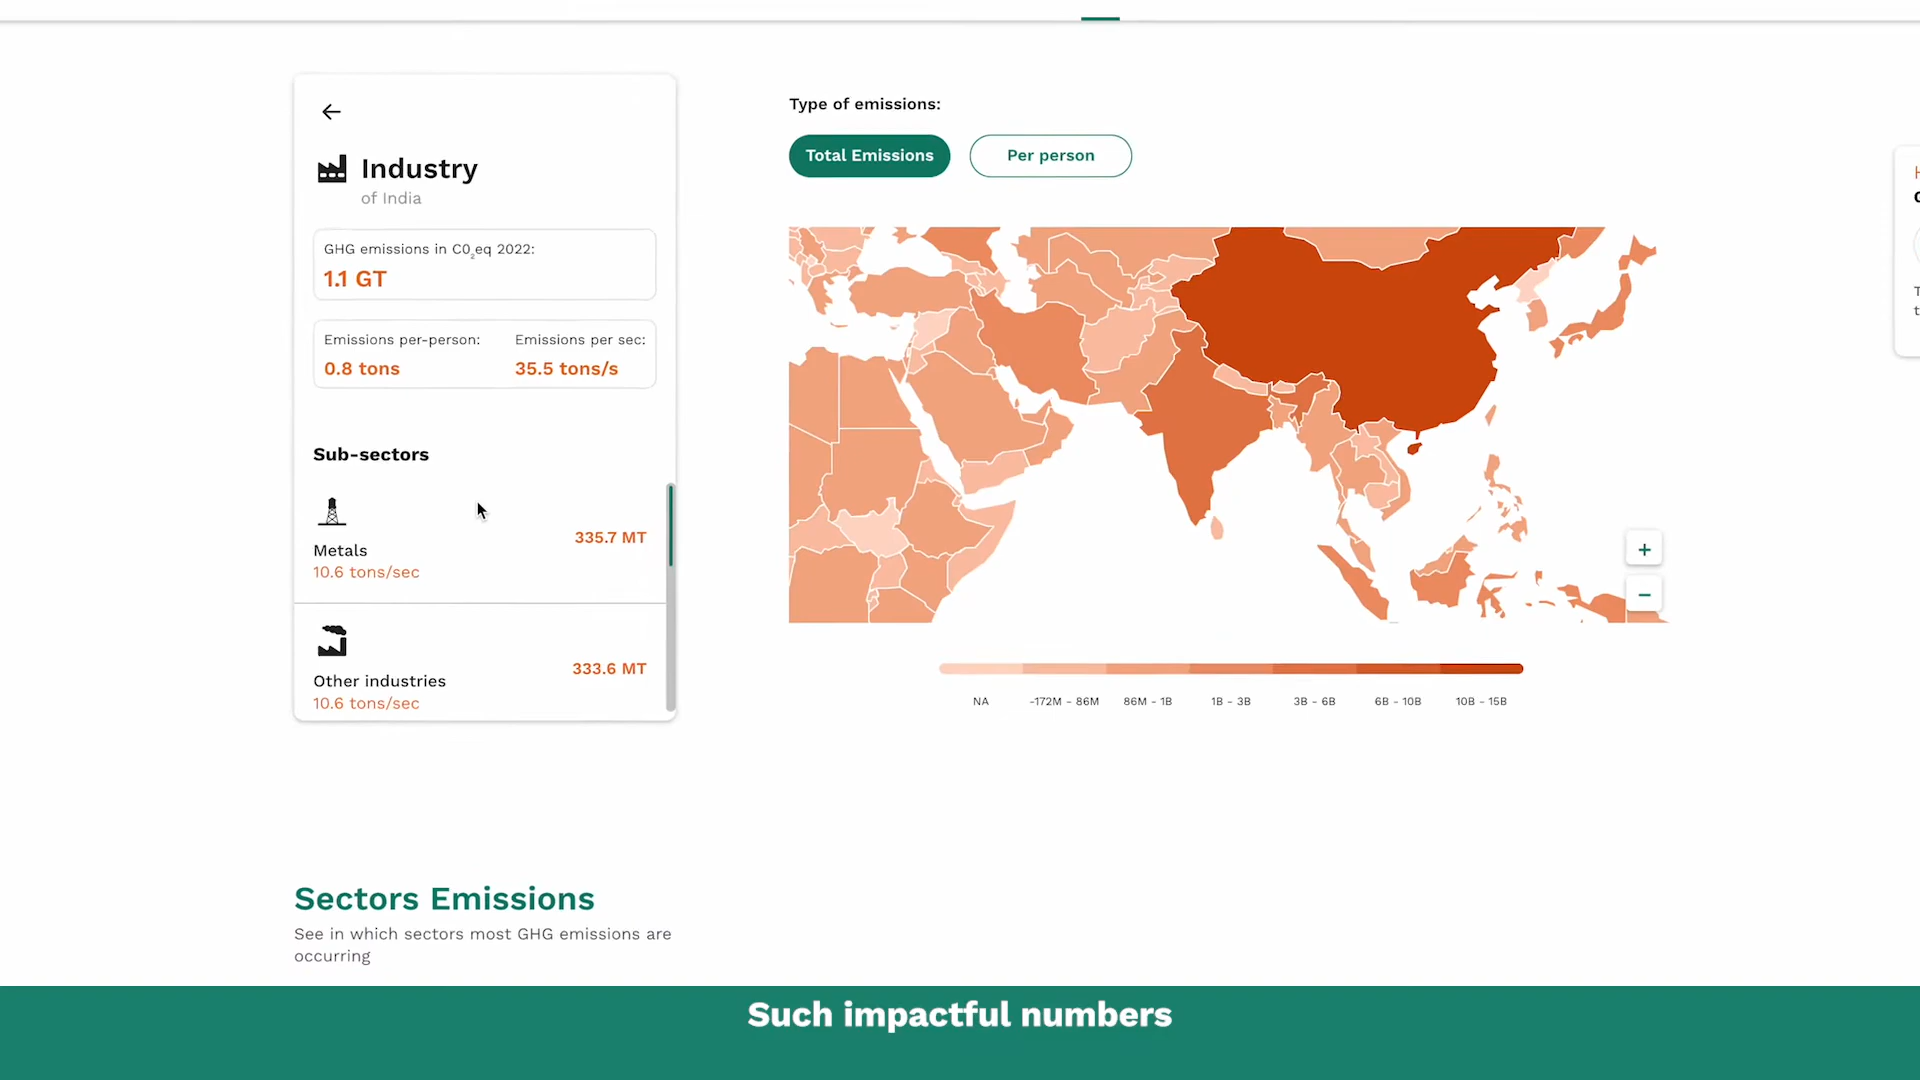 Industry
of India
GHG emissions in C0₂eq 2022:
1.1 GT
Emissions per-person:
0.8 tons
Emissions per sec:
35.5 tons/s
Sub-sectors
Metals
10.6 tons/sec
335.7 MT
Other industries
10.6 tons/sec
333.6 MT
Type of emissions:
Total Emissions
Per person
+
−
NA
-172M – 86M
86M – 1B
1B – 3B
3B – 6B
6B – 10B
10B – 15B
Sectors Emissions
See in which sectors most GHG emissions are
occurring
Such impactful numbers